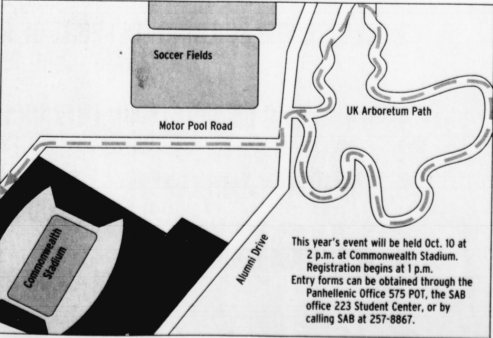 Soccer Fields
UK Arboretum Path
Motor Pool Road
Commonwealth
Stadium
Alumni Drive
This year's event will be held Oct. 10 at
2 p.m. at Commonwealth Stadium.
Registration begins at 1 p.m.
Entry forms can be obtained through the
Panhellenic Office 575 POT, the SAB
office 223 Student Center, or by
calling SAB at 257-8867.